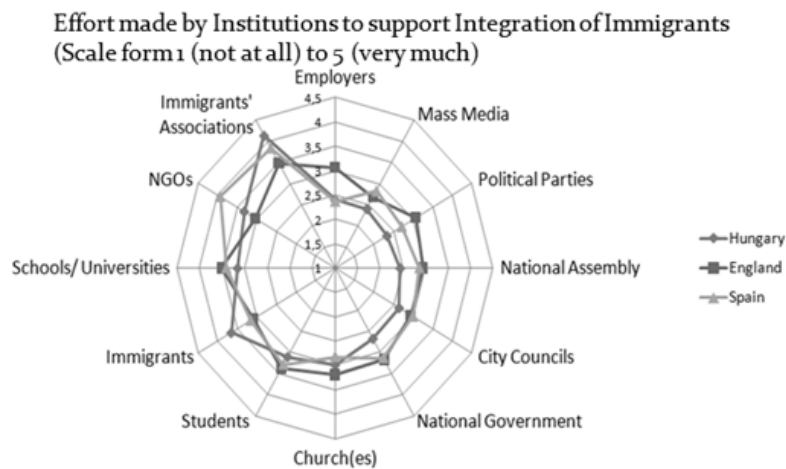 Effort made by Institutions to support Integration of Immigrants
(Scale form 1 (not at all) to 5 (very much)
Employers
Immigrants'
Associations
Mass Media
NGOs
Political Parties
Schools/ Universities
National Assembly
Immigrants
City Councils
Students
National Government
Church(es)
4,5
4
3,5
3
2,5
2
1,5
1
Hungary
England
Spain